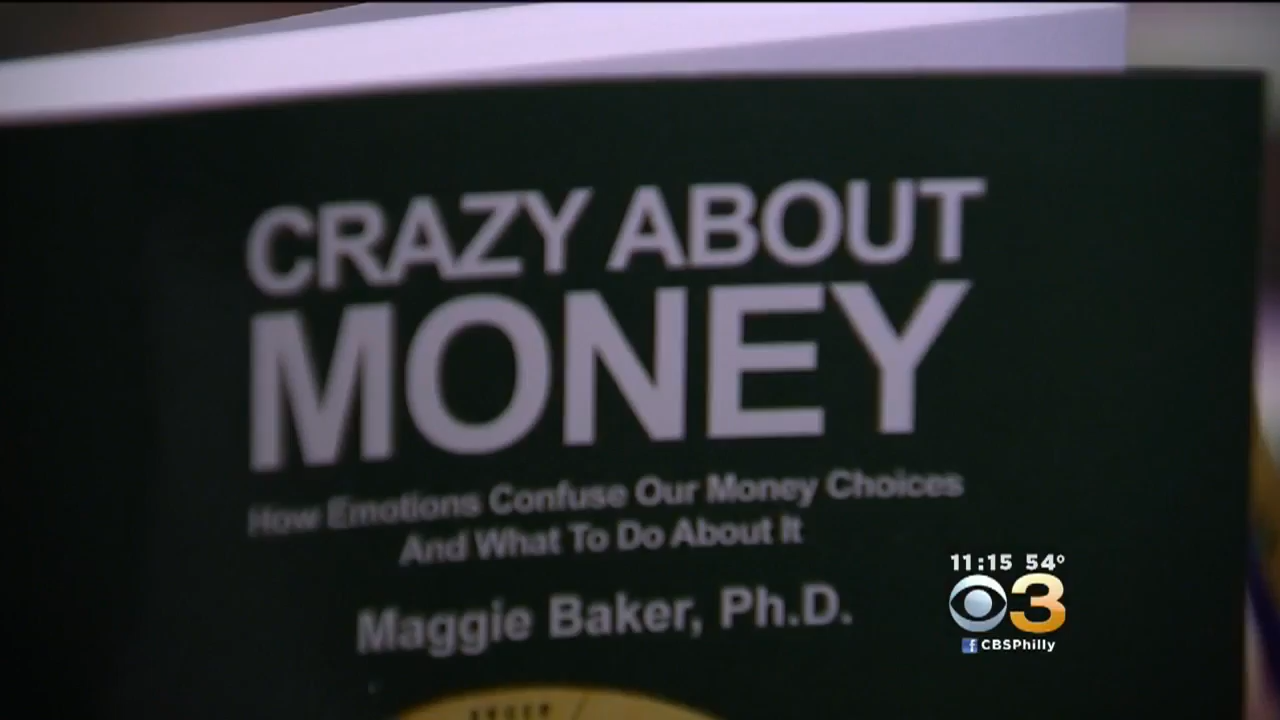 CRAZY ABOUT
MONEY
How Emotions Confuse Our Money Choices
And What To Do About It
Maggie Baker, Ph.D.
11:15 54°
3
f CBSPhilly